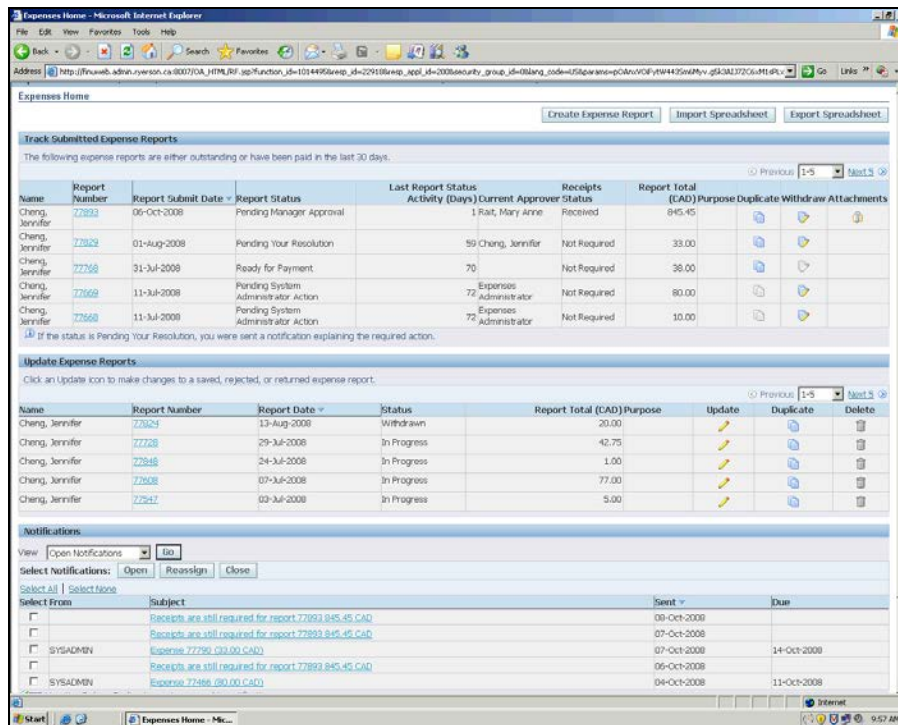 Expenses Home - Microsoft Internet Explorer
File Edit View Favorites Tools Help
Back Search Favorites
Address Go Links »
Expenses Home
Create Expense Report Import Spreadsheet Export Spreadsheet
Track Submitted Expense Reports
The following expense reports are either outstanding or have been paid in the last 30 days.
Previous 1-5 Next 5
Name Report Number Report Submit Date Report Status Last Report Status Activity (Days) Current Approver Receipts Status Report Total (CAD) Purpose Duplicate Withdraw Attachments
Cheng, Jennifer 77893 06-Oct-2008 Pending Manager Approval 1 Rait, Mary Anne Received 845.45
Cheng, Jennifer 77829 01-Aug-2008 Pending Your Resolution 59 Cheng, Jennifer Not Required 33.00
Cheng, Jennifer 77768 31-Jul-2008 Ready for Payment 70 Not Required 38.00
Cheng, Jennifer 77669 11-Jul-2008 Pending System Administrator Action 72 Expenses Administrator Not Required 80.00
Cheng, Jennifer 77668 11-Jul-2008 Pending System Administrator Action 72 Expenses Administrator Not Required 10.00
If the status is Pending Your Resolution, you were sent a notification explaining the required action.
Update Expense Reports
Click an Update icon to make changes to a saved, rejected, or returned expense report.
Previous 1-5 Next 5
Name Report Number Report Date Status Report Total (CAD) Purpose Update Duplicate Delete
Cheng, Jennifer 77824 13-Aug-2008 Withdrawn 20.00
Cheng, Jennifer 77728 29-Jul-2008 In Progress 42.75
Cheng, Jennifer 77848 24-Jul-2008 In Progress 1.00
Cheng, Jennifer 77608 07-Jul-2008 In Progress 77.00
Cheng, Jennifer 77547 03-Jul-2008 In Progress 5.00
Notifications
View Open Notifications Go
Select Notifications: Open Reassign Close
Select All | Select None
Select From Subject Sent Due
Receipts are still required for report 77893 845.45 CAD 08-Oct-2008
Receipts are still required for report 77893 845.45 CAD 07-Oct-2008
SYSADMIN Expense 77790 (33.00 CAD) 07-Oct-2008 14-Oct-2008
Receipts are still required for report 77893 845.45 CAD 06-Oct-2008
SYSADMIN Expense 77466 (80.00 CAD) 04-Oct-2008 11-Oct-2008
Internet
Start Expenses Home - Mic... 9:57 AM